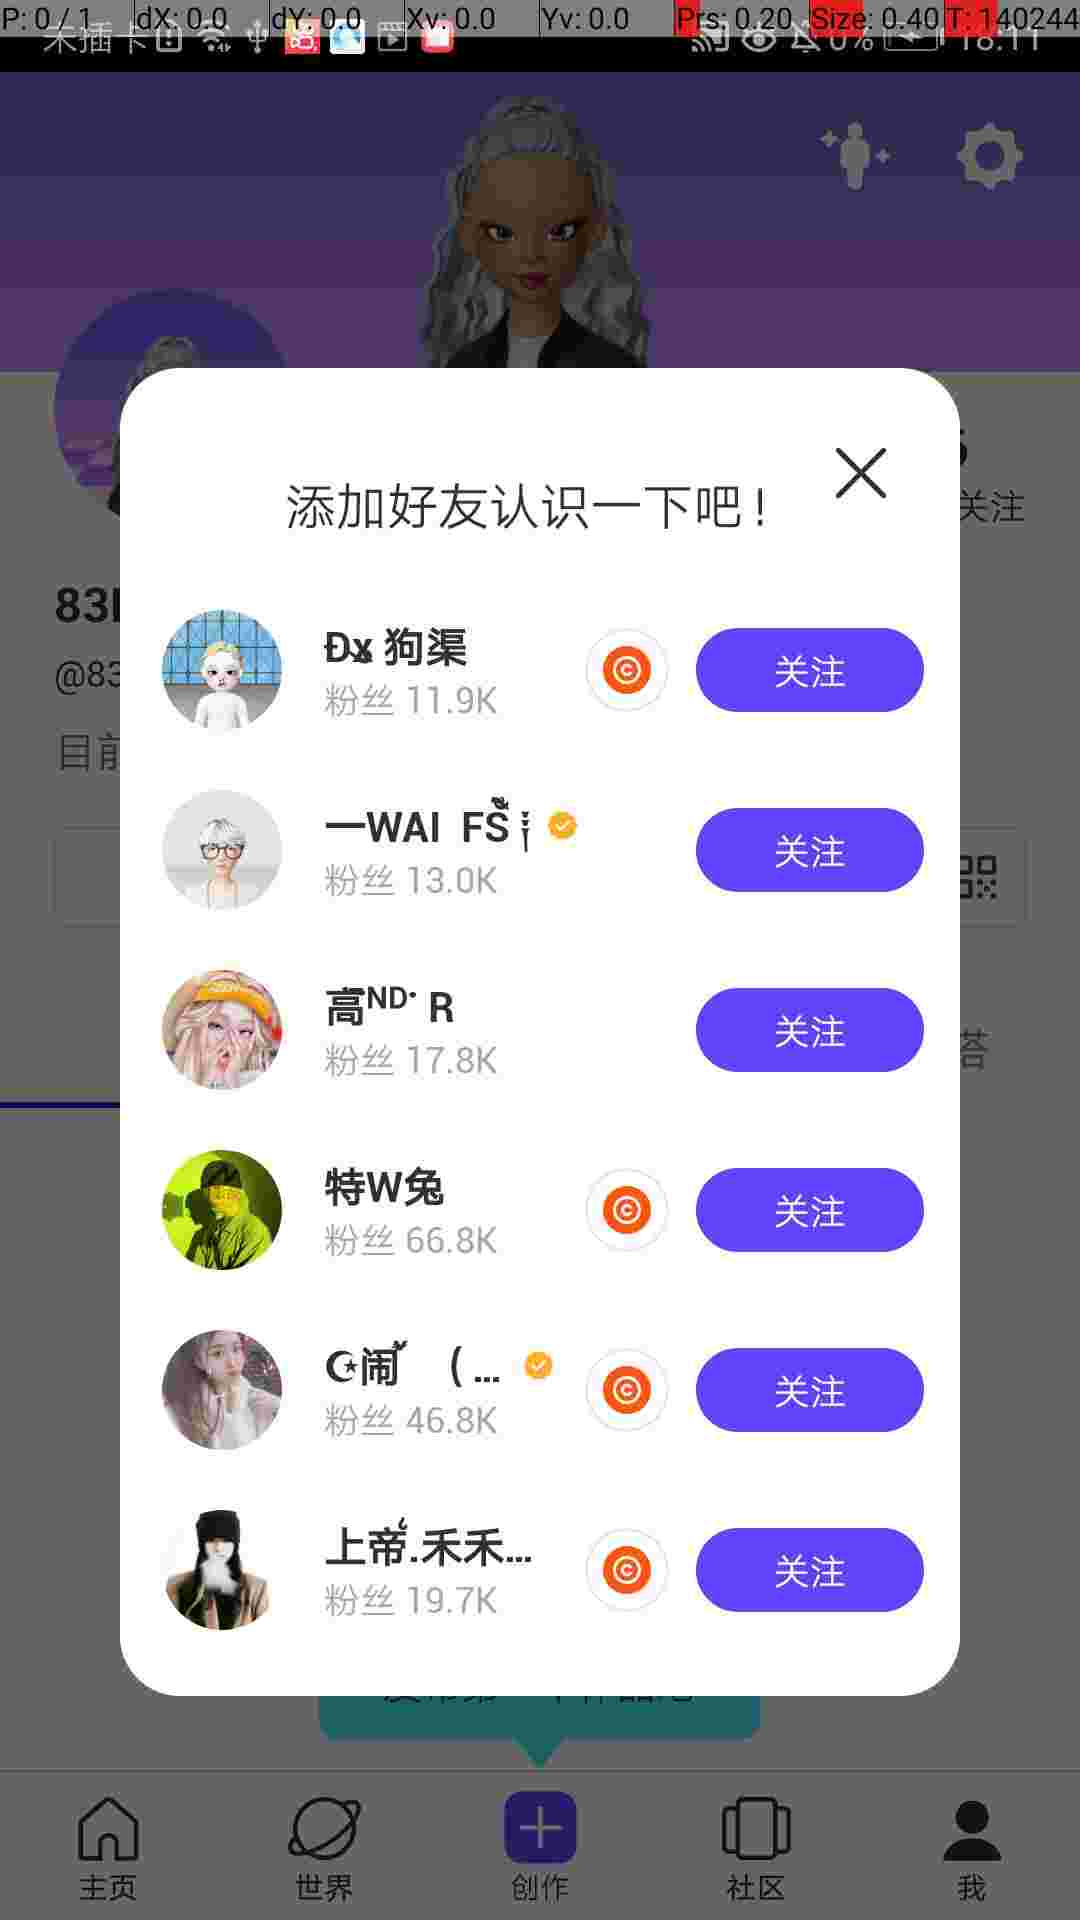 P: 0 / 1 dX: 0.0 dY: 0.0 Xv: 0.0 Yv: 0.0 Prs: 0.20 Size: 0.40 T: 140244
未插卡 0% 18:11
添加好友认识一下吧!
关注
83
@83
目前
狗渠
粉丝 11.9K
关注
一WAI FS
粉丝 13.0K
关注
高ᴺᴰ· R
粉丝 17.8K
关注
答
特W兔
粉丝 66.8K
关注
☪闹 ( ...
粉丝 46.8K
关注
上帝.禾禾...
粉丝 19.7K
关注
主页 世界 创作 社区 我